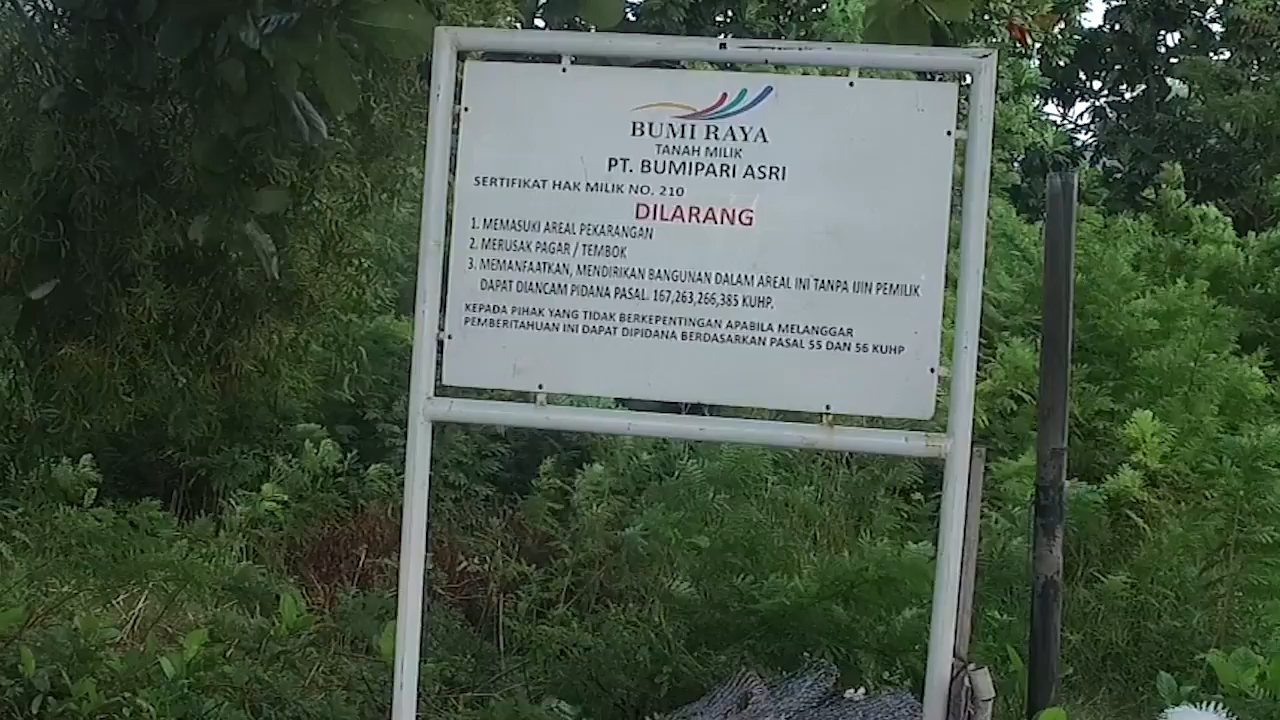 BUMI RAYA
TANAH MILIK
PT. BUMIPARI ASRI
SERTIFIKAT HAK MILIK NO. 210
DILARANG
1. MEMASUKI AREAL PEKARANGAN
2. MERUSAK PAGAR / TEMBOK
3. MEMANFAATKAN, MENDIRIKAN BANGUNAN DALAM AREAL INI TANPA IJIN PEMILIK
DAPAT DIANCAM PIDANA PASAL. 167,263,266,385 KUHP.
KEPADA PIHAK YANG TIDAK BERKEPENTINGAN APABILA MELANGGAR
PEMBERITAHUAN INI DAPAT DIPIDANA BERDASARKAN PASAL 55 DAN 56 KUHP